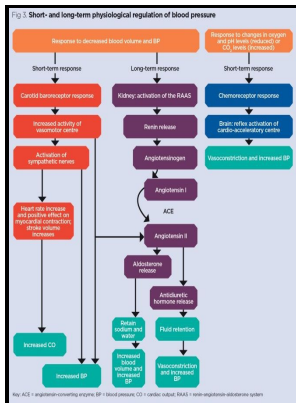 Fig 3. Short- and long-term physiological regulation of blood pressure
Response to decreased blood volume and BP
Response to changes in oxygen
and pH levels (reduced) or
CO₂ levels (increased)
Short-term response
Long-term response
Short-term response
Carotid baroreceptor response
Kidney: activation of the RAAS
Chemoreceptor response
Increased activity of
vasomotor centre
Renin release
Brain: reflex activation of
cardio-acceleratory centre
Activation of
sympathetic nerves
Angiotensinogen
Vasoconstriction and increased BP
Angiotensin I
ACE
Heart rate increase
and positive effect on
myocardial contraction;
stroke volume
increases
Angiotensin II
Aldosterone
release
Antidiuretic
hormone release
Retain
sodium and
water
Fluid retention
Increased CO
Increased BP
Increased
blood
volume and
increased
BP
Vasoconstriction
and increased
BP
Key: ACE = angiotensin-converting enzyme; BP = blood pressure; CO = cardiac output; RAAS = renin-angiotensin-aldosterone system